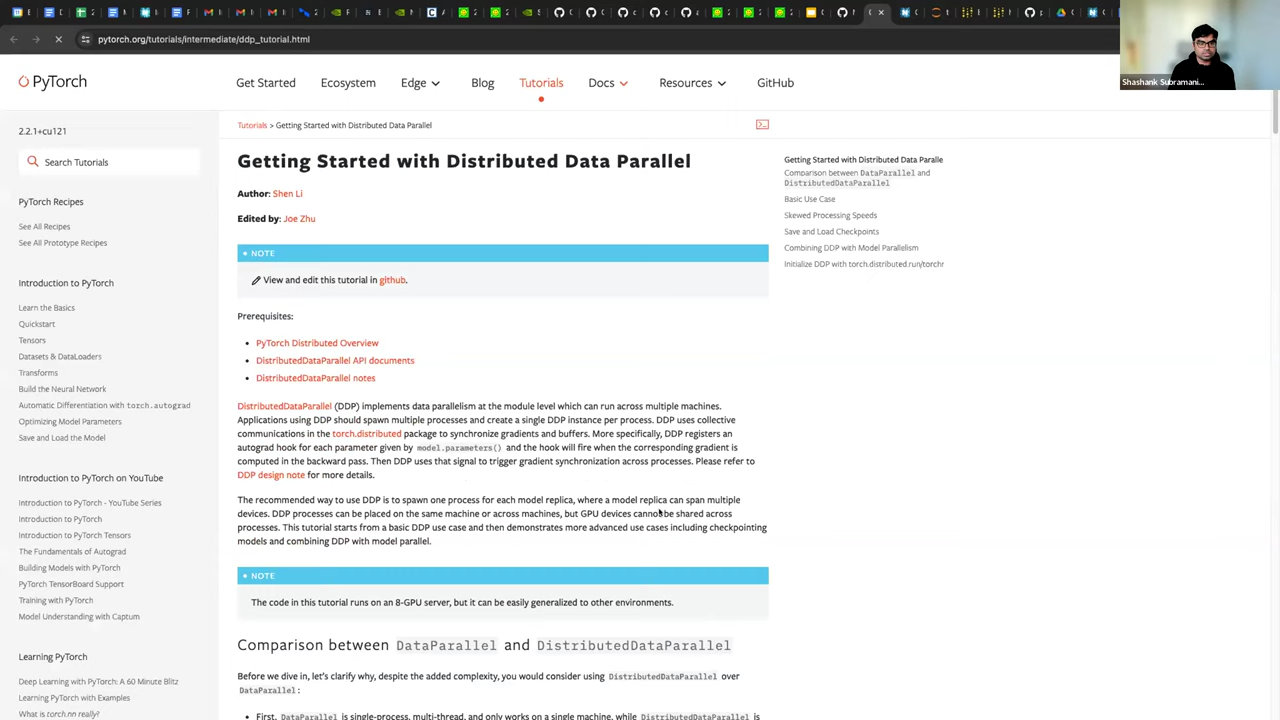 pytorch.org/tutorials/intermediate/ddp_tutorial.html
Shashank Subramani...
PyTorch
Get Started
Ecosystem
Edge
Blog
Tutorials
Docs
Resources
GitHub
2.2.1+cu121
Search Tutorials
PyTorch Recipes
See All Recipes
See All Prototype Recipes
Introduction to PyTorch
Learn the Basics
Quickstart
Tensors
Datasets & DataLoaders
Transforms
Build the Neural Network
Automatic Differentiation with torch.autograd
Optimizing Model Parameters
Save and Load the Model
Introduction to PyTorch on YouTube
Introduction to PyTorch - YouTube Series
Introduction to PyTorch
Introduction to PyTorch Tensors
The Fundamentals of Autograd
Building Models with PyTorch
PyTorch TensorBoard Support
Training with PyTorch
Model Understanding with Captum
Learning PyTorch
Deep Learning with PyTorch: A 60 Minute Blitz
Learning PyTorch with Examples
What is torch.nn really?
Tutorials > Getting Started with Distributed Data Parallel
Getting Started with Distributed Data Parallel
Author: Shen Li
Edited by: Joe Zhu
NOTE
View and edit this tutorial in github.
Prerequisites:
• PyTorch Distributed Overview
• DistributedDataParallel API documents
• DistributedDataParallel notes
DistributedDataParallel (DDP) implements data parallelism at the module level which can run across multiple machines.
Applications using DDP should spawn multiple processes and create a single DDP instance per process. DDP uses collective
communications in the torch.distributed package to synchronize gradients and buffers. More specifically, DDP registers an
autograd hook for each parameter given by model.parameters() and the hook will fire when the corresponding gradient is
computed in the backward pass. Then DDP uses that signal to trigger gradient synchronization across processes. Please refer to
DDP design note for more details.
The recommended way to use DDP is to spawn one process for each model replica, where a model replica can span multiple
devices. DDP processes can be placed on the same machine or across machines, but GPU devices cannot be shared across
processes. This tutorial starts from a basic DDP use case and then demonstrates more advanced use cases including checkpointing
models and combining DDP with model parallel.
NOTE
The code in this tutorial runs on an 8-GPU server, but it can be easily generalized to other environments.
Comparison between DataParallel and DistributedDataParallel
Before we dive in, let's clarify why, despite the added complexity, you would consider using DistributedDataParallel over
DataParallel:
• First, DataParallel is single-process, multi-thread, and only works on a single machine, while DistributedDataParallel is
Getting Started with Distributed Data Paralle
Comparison between DataParallel and
DistributedDataParallel
Basic Use Case
Skewed Processing Speeds
Save and Load Checkpoints
Combining DDP with Model Parallelism
Initialize DDP with torch.distributed.run/torchr